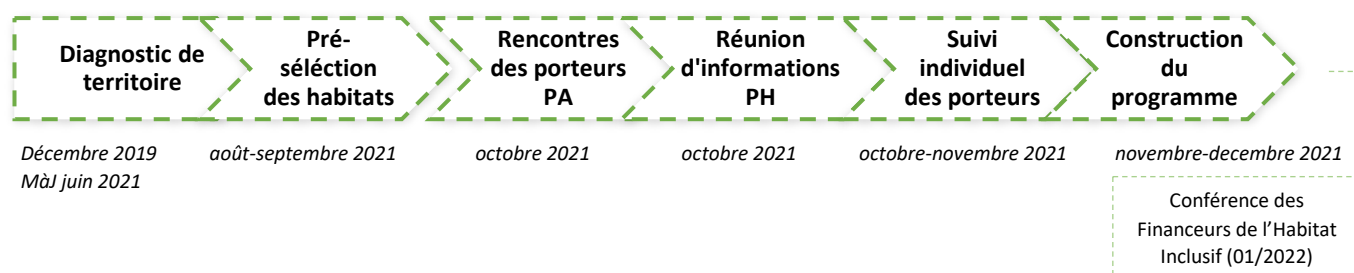 Diagnostic de
territoire
Pré-
séléction
des habitats
Rencontres
des porteurs
PA
Réunion
d'informations
PH
Suivi
individuel
des porteurs
Construction
du
programme
Décembre 2019
MàJ juin 2021
août-septembre 2021
octobre 2021
octobre 2021
octobre-novembre 2021
novembre-decembre 2021
Conférence des
Financeurs de l’Habitat
Inclusif (01/2022)